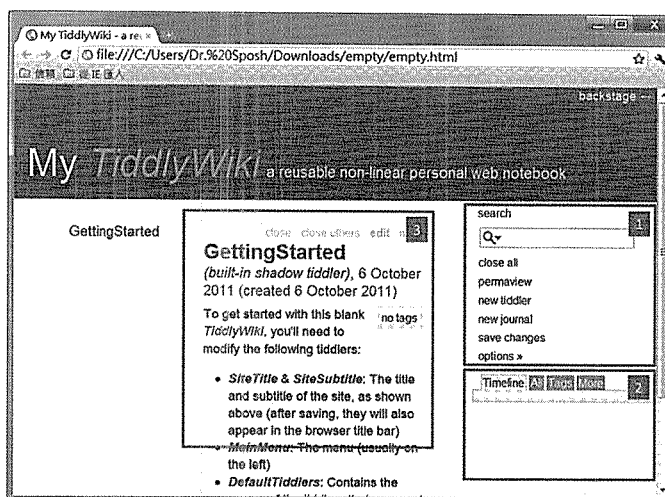 My TiddlyWiki - a re
file:///C:/Users/Dr.%20Sposh/Downloads/empty/empty.html
匯入
backstage
My TiddlyWiki a reusable non-linear personal web notebook
GettingStarted
close close others edit
3
GettingStarted
(built-in shadow tiddler), 6 October
2011 (created 6 October 2011)
To get started with this blank
no tags
TiddlyWiki, you'll need to
modify the following tiddlers:
• SiteTitle & SiteSubtitle: The title
and subtitle of the site, as shown
above (after saving, they will also
appear in the browser title bar)
• MainMenu: The menu (usually on
the left)
• DefaultTiddlers: Contains the
search
1
close all
permaview
new tiddler
new journal
save changes
options »
Timeline All Tags More
2